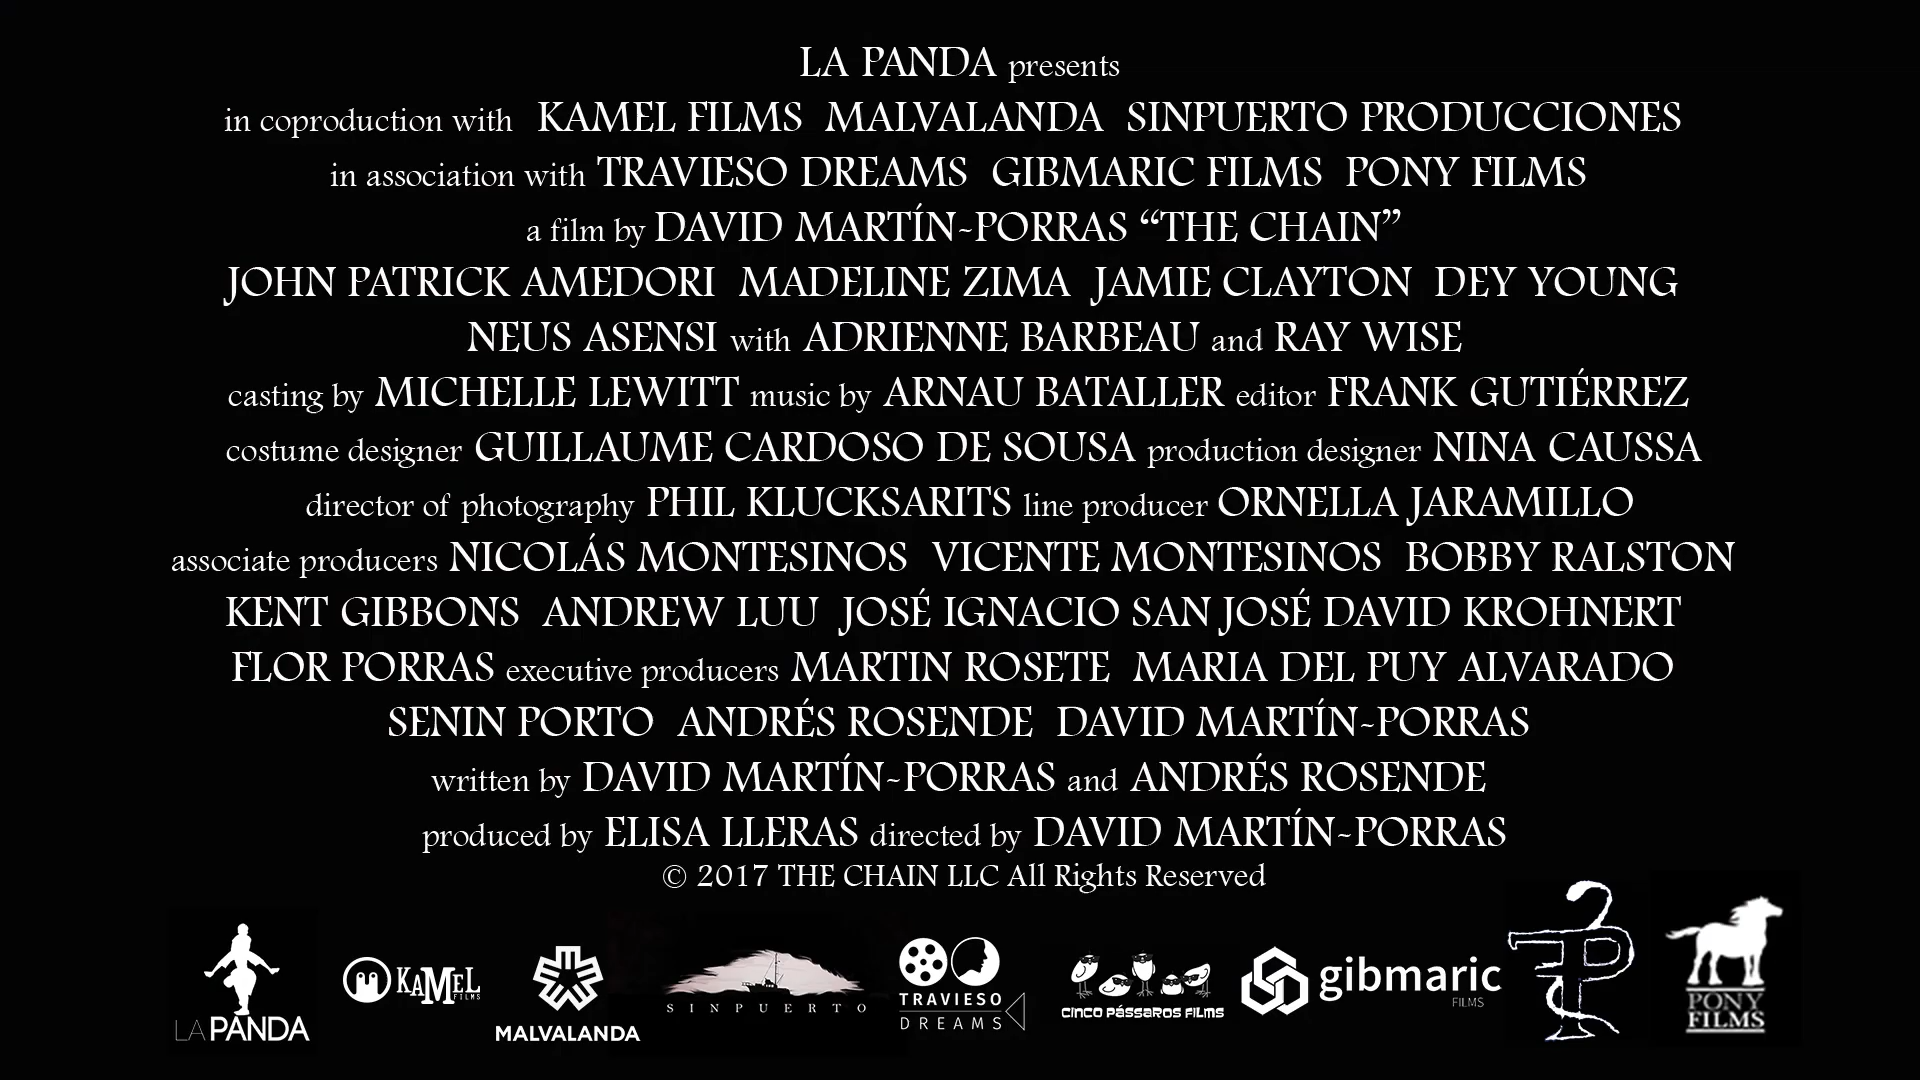 LA PANDA presents
in coproduction with KAMEL FILMS MALVALANDA SINPUERTO PRODUCCIONES
in association with TRAVIESO DREAMS GIBMARIC FILMS PONY FILMS
a film by DAVID MARTÍN-PORRAS “THE CHAIN”
JOHN PATRICK AMEDORI MADELINE ZIMA JAMIE CLAYTON DEY YOUNG
NEUS ASENSI with ADRIENNE BARBEAU and RAY WISE
casting by MICHELLE LEWITT music by ARNAU BATALLER editor FRANK GUTIÉRREZ
costume designer GUILLAUME CARDOSO DE SOUSA production designer NINA CAUSSA
director of photography PHIL KLUCKSARITS line producer ORNELLA JARAMILLO
associate producers NICOLÁS MONTESINOS VICENTE MONTESINOS BOBBY RALSTON
KENT GIBBONS ANDREW LUU JOSÉ IGNACIO SAN JOSÉ DAVID KROHNERT
FLOR PORRAS executive producers MARTIN ROSETE MARIA DEL PUY ALVARADO
SENIN PORTO ANDRÉS ROSENDE DAVID MARTÍN-PORRAS
written by DAVID MARTÍN-PORRAS and ANDRÉS ROSENDE
produced by ELISA LLERAS directed by DAVID MARTÍN-PORRAS
© 2017 THE CHAIN LLC All Rights Reserved
LAPANDA
KAMEL
FILMS
MALVALANDA
SINPUERTO
TRAVIESO
DREAMS
CINCO PÁSSAROS FILMS
gibmaric
FILMS
P
PONY
FILMS